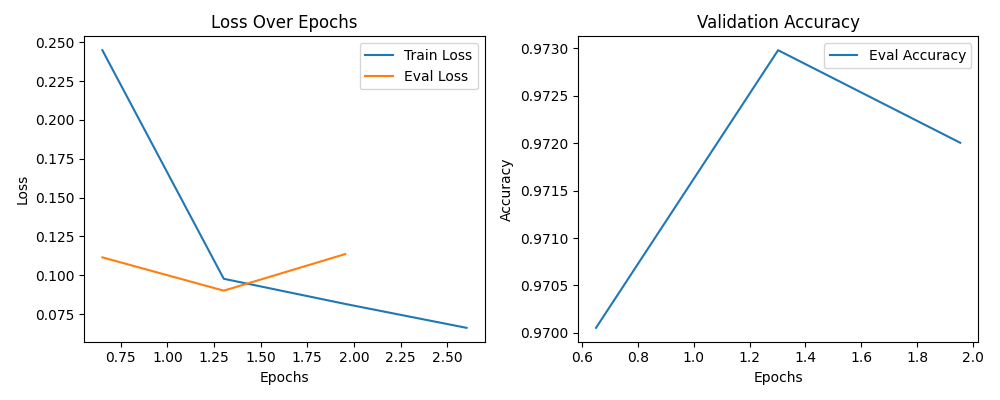 Loss Over Epochs
Train Loss
Eval Loss
0.250
0.225
0.200
0.175
0.150
0.125
0.100
0.075
Loss
0.75 1.00 1.25 1.50 1.75 2.00 2.25 2.50
Epochs
Validation Accuracy
Eval Accuracy
0.9730
0.9725
0.9720
0.9715
0.9710
0.9705
0.9700
Accuracy
0.6 0.8 1.0 1.2 1.4 1.6 1.8 2.0
Epochs